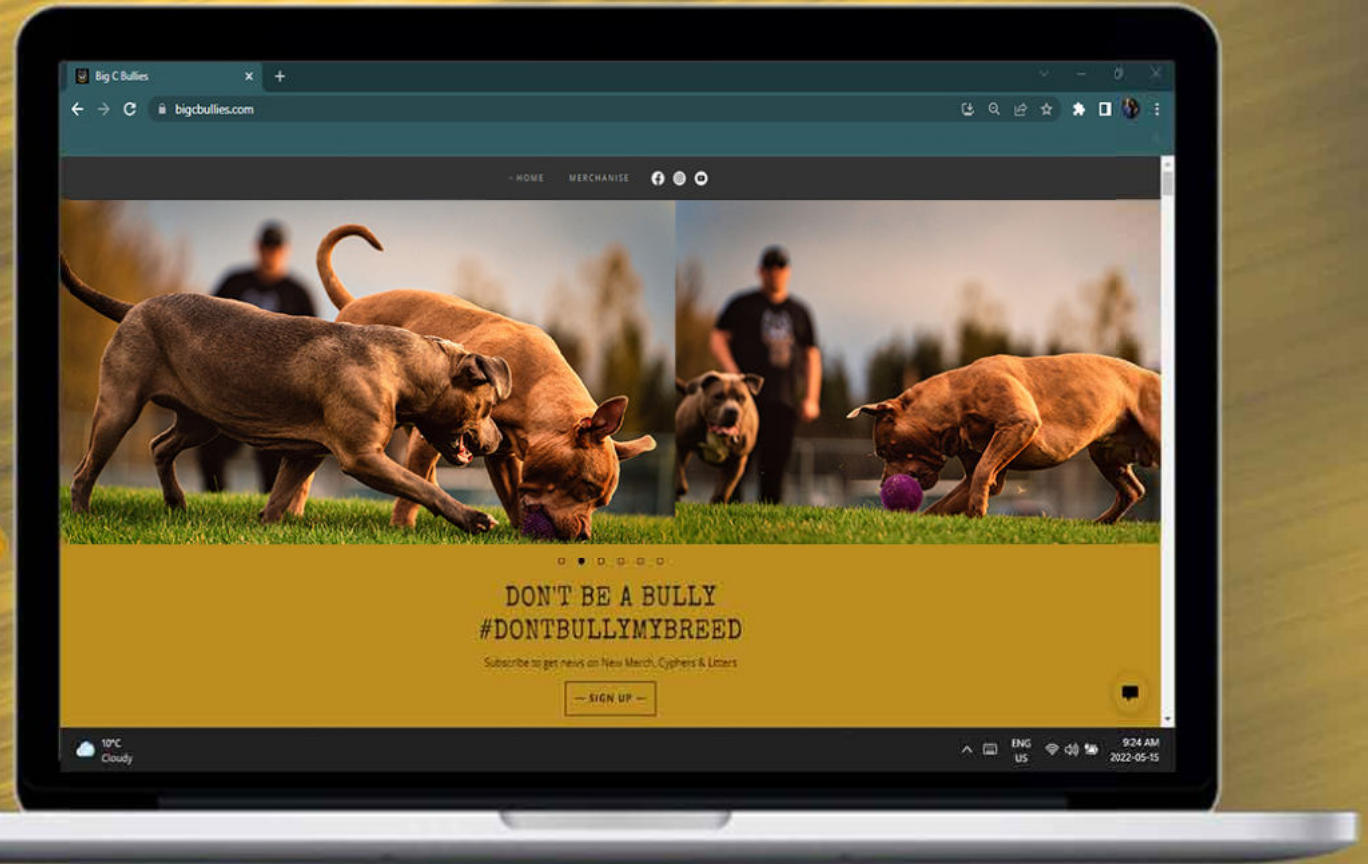 Big C Bullies
bigcbullies.com
- HOME MERCHANISE
DON'T BE A BULLY
#DONTBULLYMYBREED
Subscribe to get news on New Merch, Cyphers & Litters
— SIGN UP —
10°C
Cloudy
ENG
US
9:24 AM
2022-05-15